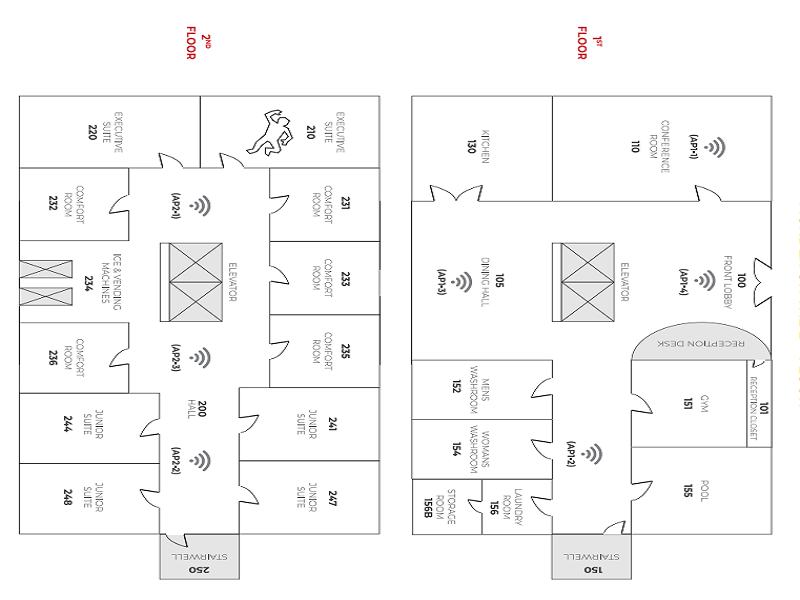 2ND
FLOOR
EXECUTIVE
SUITE
220
EXECUTIVE
SUITE
210
COMFORT
ROOM
232
(AP2-1)
COMFORT
ROOM
231
ICE & VENDING
MACHINES
234
ELEVATOR
COMFORT
ROOM
233
COMFORT
ROOM
236
(AP2-3)
COMFORT
ROOM
235
200
HALL
JUNIOR
SUITE
244
JUNIOR
SUITE
241
(AP2-2)
JUNIOR
SUITE
248
JUNIOR
SUITE
247
STAIRWELL
250
1ST
FLOOR
KITCHEN
130
CONFERENCE
ROOM
110
(AP1-1)
105
DINING HALL
(AP1-3)
ELEVATOR
100
FRONT LOBBY
(AP1-4)
RECEPTION DESK
MENS
WASHROOM
152
GYM
151
101
RECEPTION CLOSET
WOMANS
WASHROOM
154
(AP1-2)
STORAGE
ROOM
156B
LAUNDRY
ROOM
156
POOL
155
STAIRWELL
150